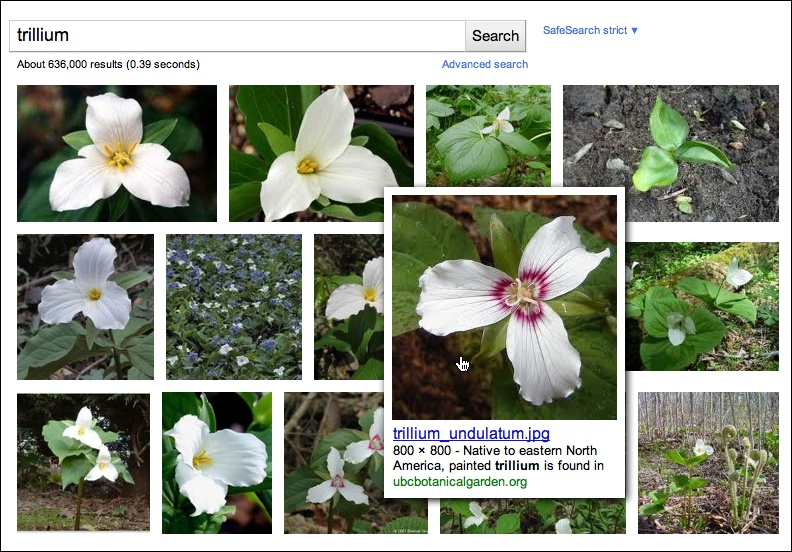 trillium
Search
SafeSearch strict ▼
About 636,000 results (0.39 seconds)
Advanced search
trillium_undulatum.jpg
800 × 800 - Native to eastern North
America, painted trillium is found in
ubcbotanicalgarden.org